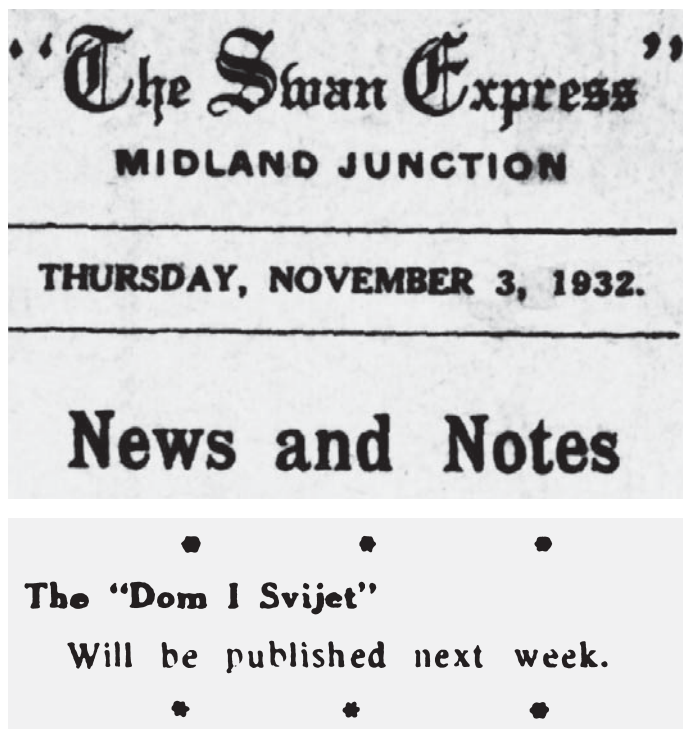 "The Swan Express"
MIDLAND JUNCTION
THURSDAY, NOVEMBER 3, 1932.
News and Notes
The "Dom I Svijet"
Will be published next week.